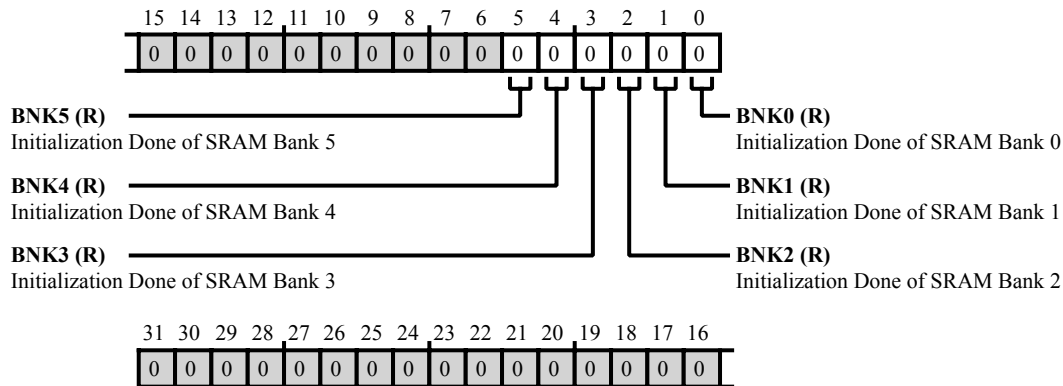 15 14 13 12 11 10 9 8 7 6 5 4 3 2 1 0
0 0 0 0 0 0 0 0 0 0 0 0 0 0 0 0
BNK5 (R)
Initialization Done of SRAM Bank 5
BNK0 (R)
Initialization Done of SRAM Bank 0
BNK4 (R)
Initialization Done of SRAM Bank 4
BNK1 (R)
Initialization Done of SRAM Bank 1
BNK3 (R)
Initialization Done of SRAM Bank 3
BNK2 (R)
Initialization Done of SRAM Bank 2
31 30 29 28 27 26 25 24 23 22 21 20 19 18 17 16
0 0 0 0 0 0 0 0 0 0 0 0 0 0 0 0